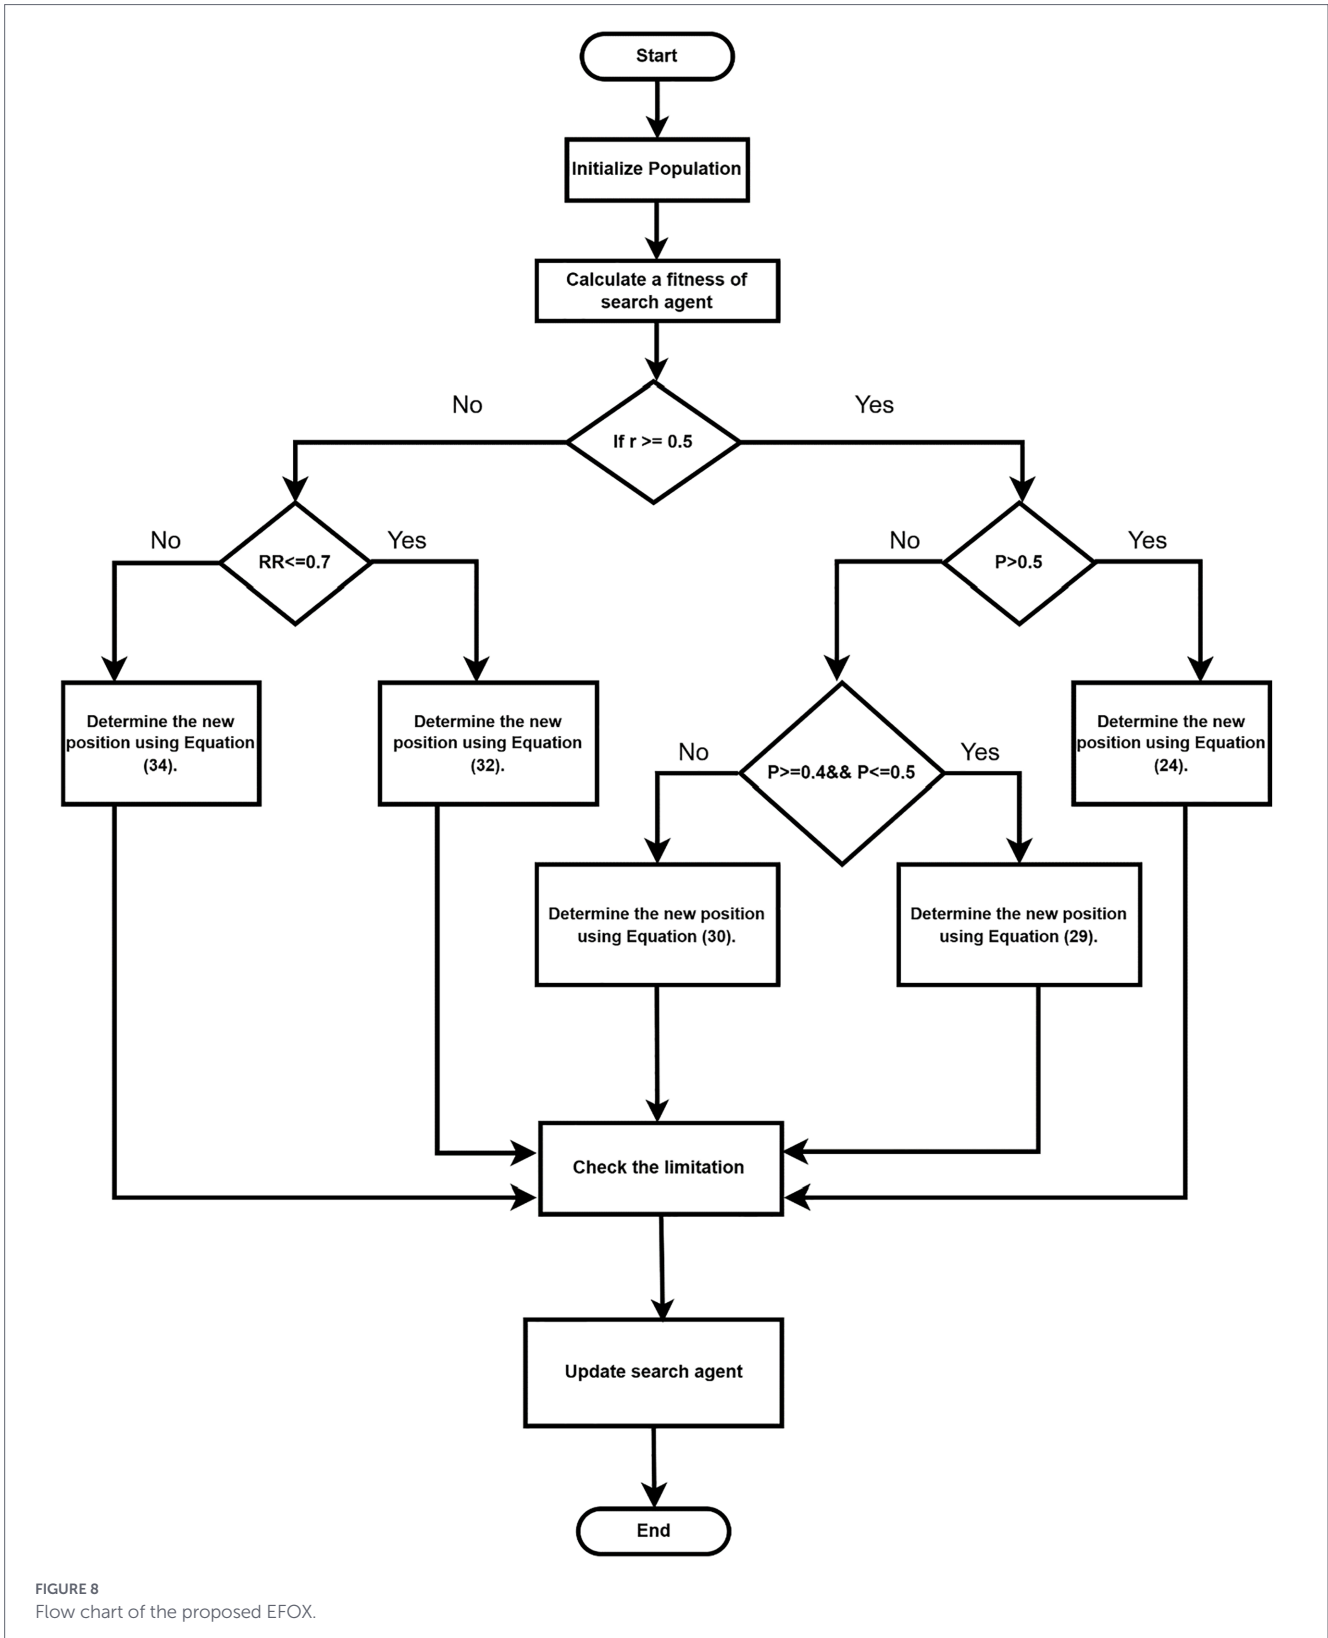 Start
Initialize Population
Calculate a fitness of
search agent
No
Yes
If r >= 0.5
No
Yes
No
Yes
RR<=0.7
P>0.5
Determine the new
position using Equation
(34).
Determine the new
position using Equation
(32).
No
Yes
P>=0.4&& P<=0.5
Determine the new
position using Equation
(24).
Determine the new position
using Equation (30).
Determine the new position
using Equation (29).
Check the limitation
Update search agent
End
FIGURE 8
Flow chart of the proposed EFOX.